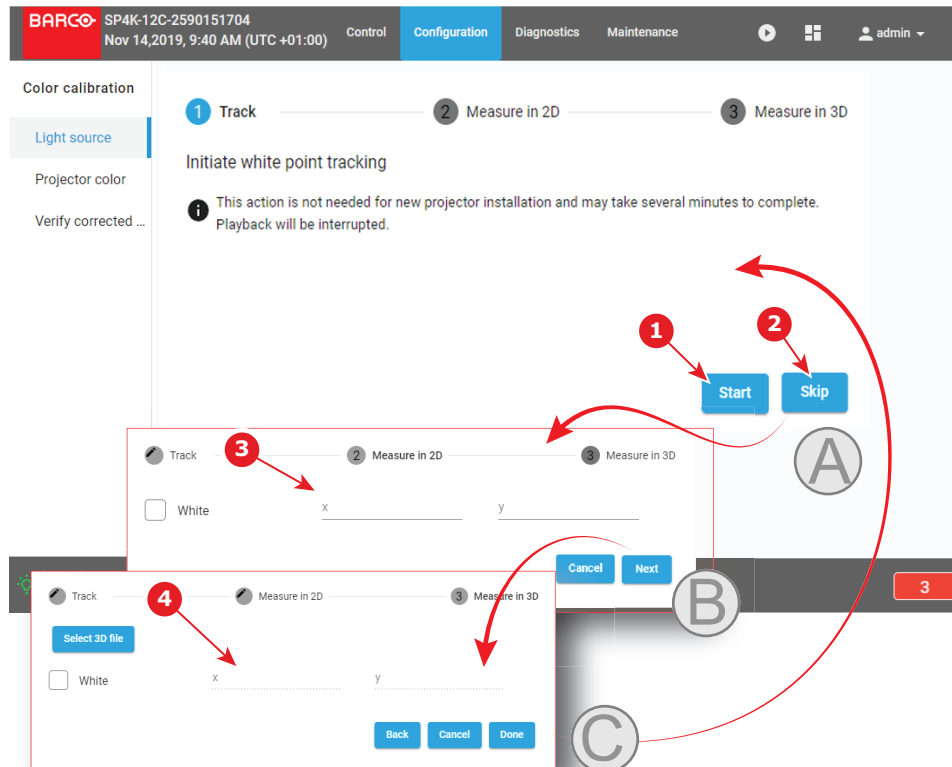 BARCO SP4K-12C-2590151704
Nov 14,2019, 9:40 AM (UTC +01:00)
Control Configuration Diagnostics Maintenance admin
Color calibration
Light source
Projector color
Verify corrected ...
1 Track 2 Measure in 2D 3 Measure in 3D
Initiate white point tracking
This action is not needed for new projector installation and may take several minutes to complete.
Playback will be interrupted.
1 2
Start Skip
A
Track 3 2 Measure in 2D 3 Measure in 3D
White x y
Cancel Next
B
3
Track 4 Measure in 2D 3 Measure in 3D
Select 3D file
White x y
Back Cancel Done
C